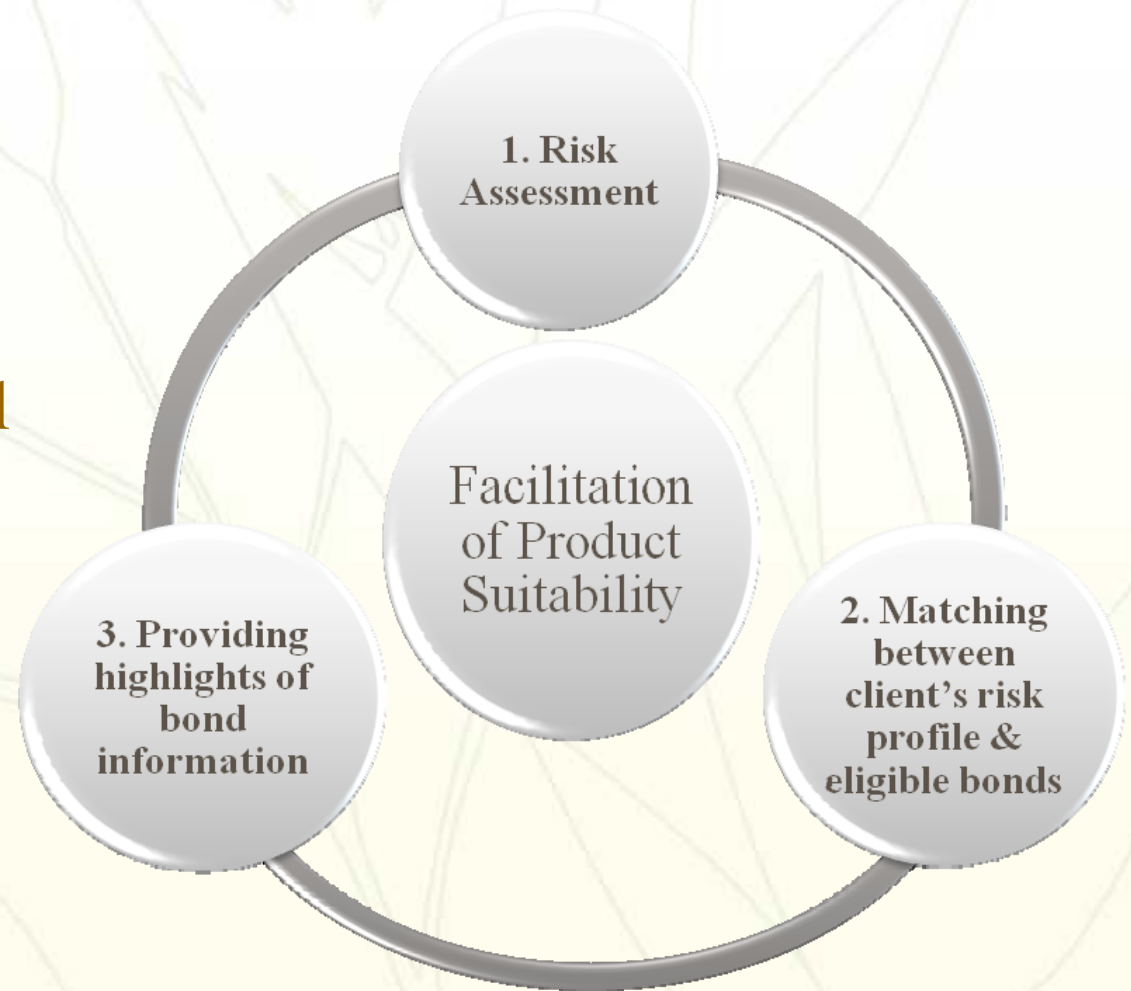 1. Risk
Assessment
Facilitation
of Product
Suitability
2. Matching
between
client's risk
profile &
eligible bonds
3. Providing
highlights of
bond
information